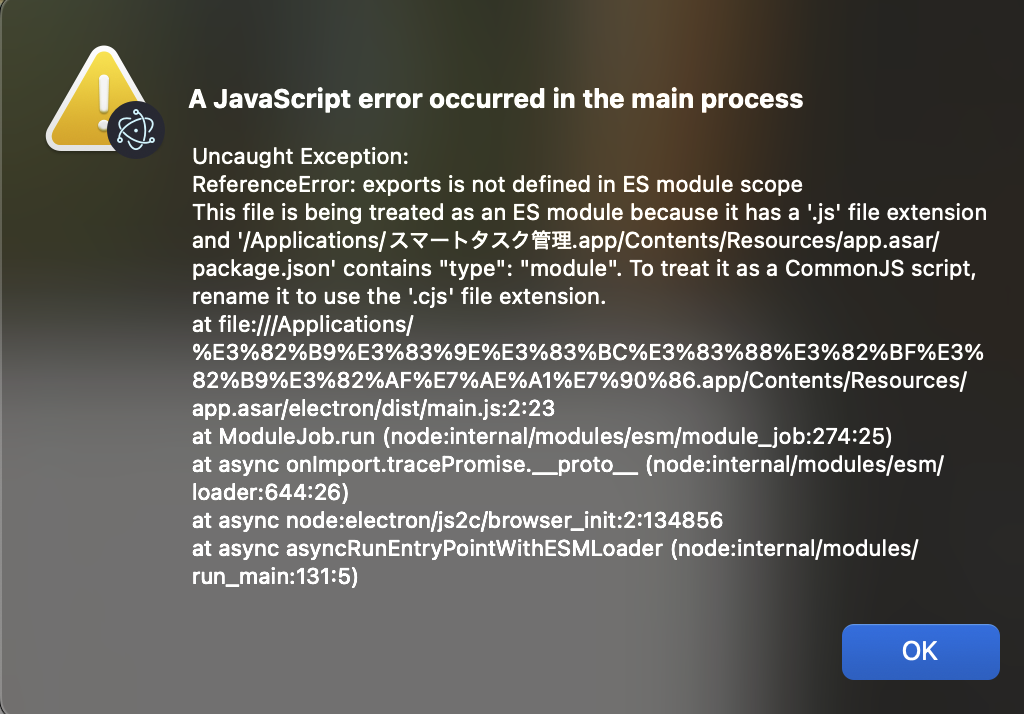 A JavaScript error occurred in the main process
Uncaught Exception:
ReferenceError: exports is not defined in ES module scope
This file is being treated as an ES module because it has a '.js' file extension
and '/Applications/スマートタスク管理.app/Contents/Resources/app.asar/
package.json' contains "type": "module". To treat it as a CommonJS script,
rename it to use the '.cjs' file extension.
at file:///Applications/
%E3%82%B9%E3%83%9E%E3%83%BC%E3%83%88%E3%82%BF%E3%
82%B9%E3%82%AF%E7%AE%A1%E7%90%86.app/Contents/Resources/
app.asar/electron/dist/main.js:2:23
at ModuleJob.run (node:internal/modules/esm/module_job:274:25)
at async onImport.tracePromise.__proto__ (node:internal/modules/esm/
loader:644:26)
at async node:electron/js2c/browser_init:2:134856
at async asyncRunEntryPointWithESMLoader (node:internal/modules/
run_main:131:5)
OK